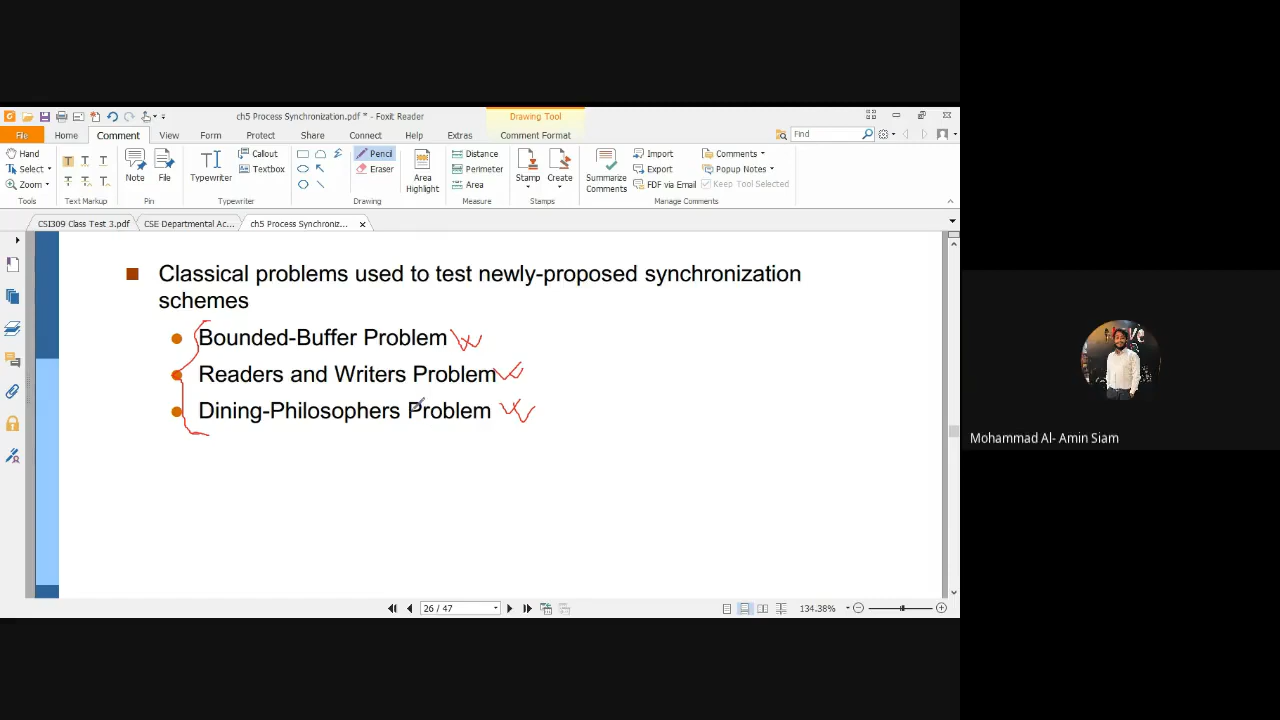 ch5 Process Synchronization.pdf * - Foxit Reader
Drawing Tool
File Home Comment View Form Protect Share Connect Help Extras Comment Format Find
Hand
Select
Zoom
Tools
T T T
T T T
Text Markup
Note
File
Pin
Typewriter
Callout
Textbox
Typewriter
Pencil
Eraser
Drawing
Area
Highlight
Distance
Perimeter
Area
Measure
Stamp
Create
Stamps
Summarize
Comments
Import
Export
FDF via Email
Comments
Popup Notes
Keep Tool Selected
Manage Comments
CSI309 Class Test 3.pdf
CSE Departmental Ac...
ch5 Process Synchroniz...
Classical problems used to test newly-proposed synchronization
schemes
Bounded-Buffer Problem
Readers and Writers Problem
Dining-Philosophers Problem
26 / 47
134.38%
Mohammad Al- Amin Siam